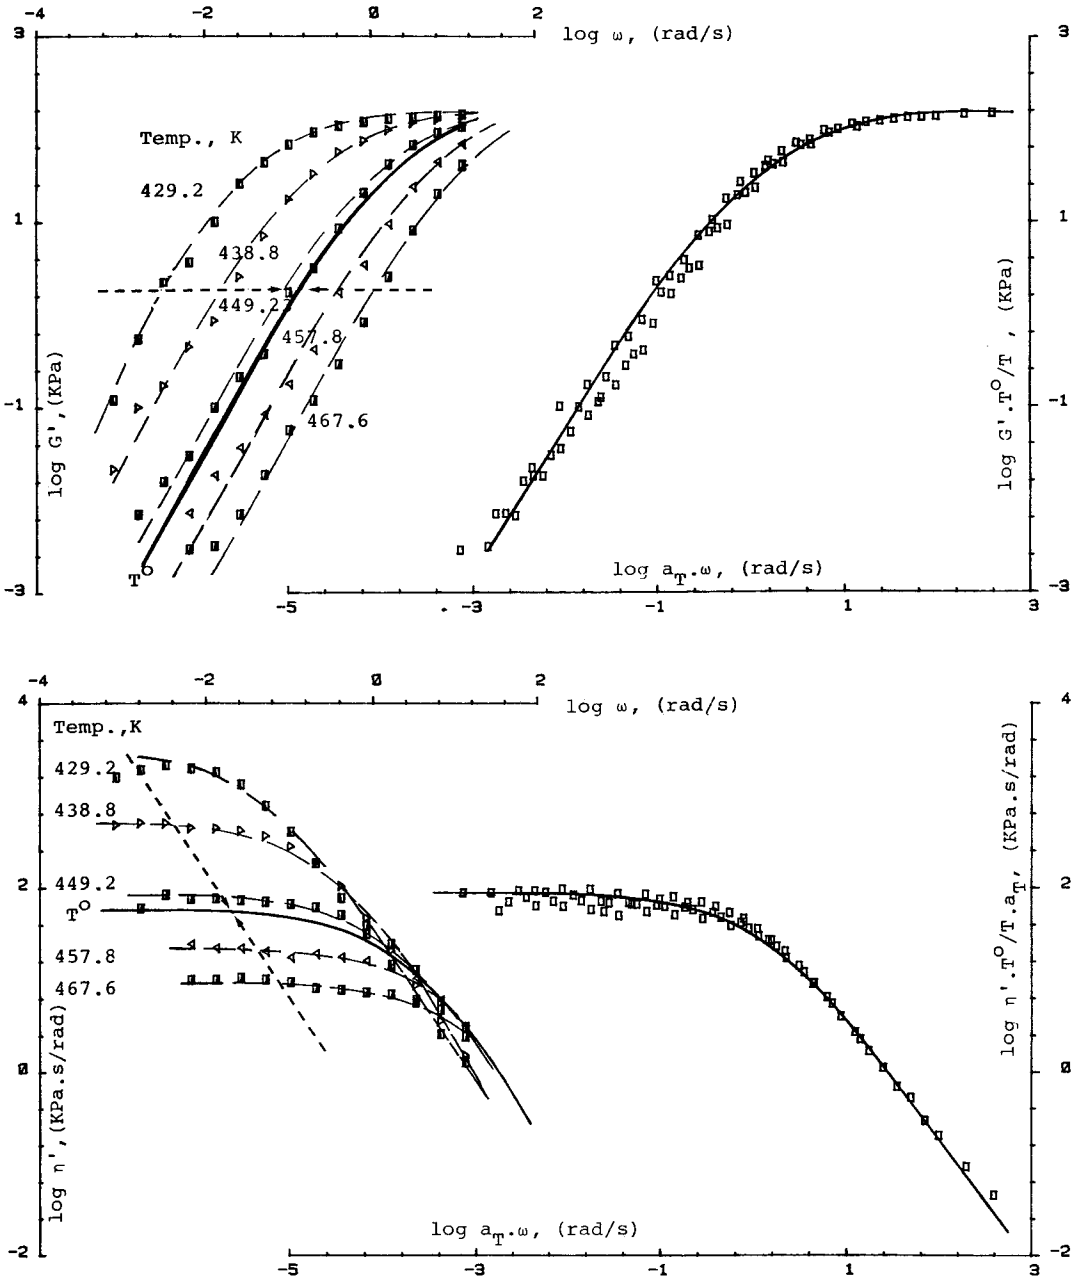 -4 -2 0 2
log ω, (rad/s)
3 3
Temp., K
429.2
1 1
438.8
449.2
457.8
467.6
-1 -1
log G', (KPa)
log G'.T°/T , (KPa)
T°
log a_T.ω, (rad/s)
-3 -3
-5 -3 -1 1 3
-4 -2 0 2
log ω, (rad/s)
4 4
Temp.,K
429.2
438.8
449.2
2 2
T°
457.8
467.6
0 0
log η', (KPa.s/rad)
log η'.T°/T.a_T, (KPa.s/rad)
log a_T.ω, (rad/s)
-2 -2
-5 -3 -1 1 3